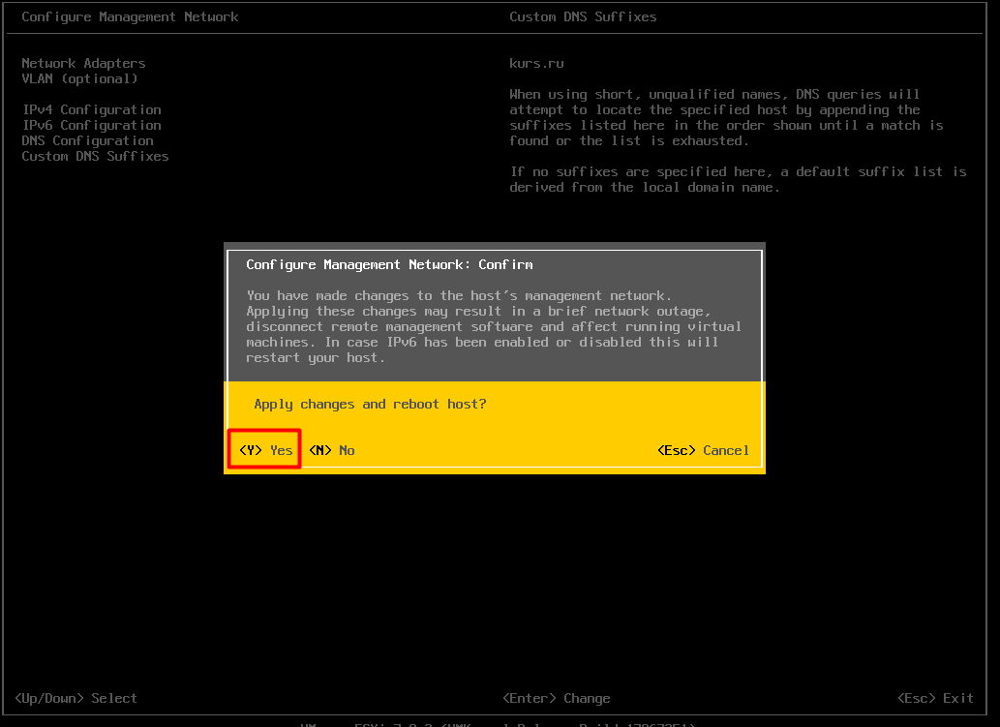 Configure Management Network
Custom DNS Suffixes
Network Adapters
VLAN (optional)
IPv4 Configuration
IPv6 Configuration
DNS Configuration
Custom DNS Suffixes
kurs.ru
When using short, unqualified names, DNS queries will
attempt to locate the specified host by appending the
suffixes listed here in the order shown until a match is
found or the list is exhausted.
If no suffixes are specified here, a default suffix list is
derived from the local domain name.
Configure Management Network: Confirm
You have made changes to the host's management network.
Applying these changes may result in a brief network outage,
disconnect remote management software and affect running virtual
machines. In case IPv6 has been enabled or disabled this will
restart your host.
Apply changes and reboot host?
<Y> Yes <N> No <Esc> Cancel
<Up/Down> Select <Enter> Change <Esc> Exit